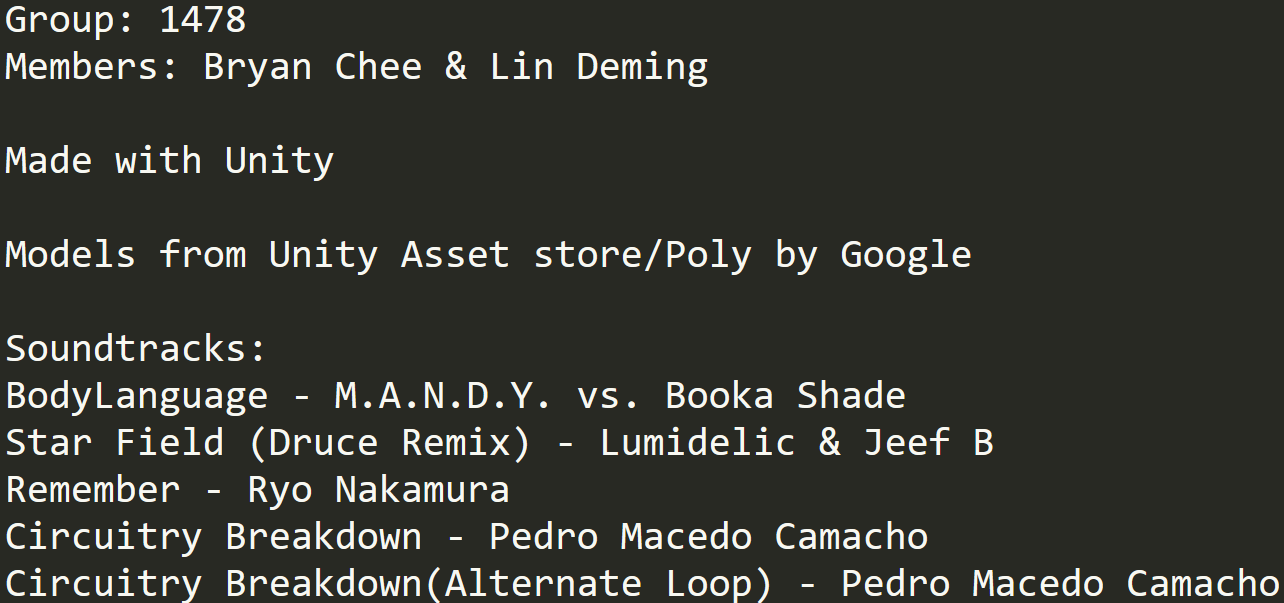 Group: 1478
Members: Bryan Chee & Lin Deming
Made with Unity
Models from Unity Asset store/Poly by Google
Soundtracks:
BodyLanguage - M.A.N.D.Y. vs. Booka Shade
Star Field (Druce Remix) - Lumidelic & Jeef B
Remember - Ryo Nakamura
Circuitry Breakdown - Pedro Macedo Camacho
Circuitry Breakdown(Alternate Loop) - Pedro Macedo Camacho